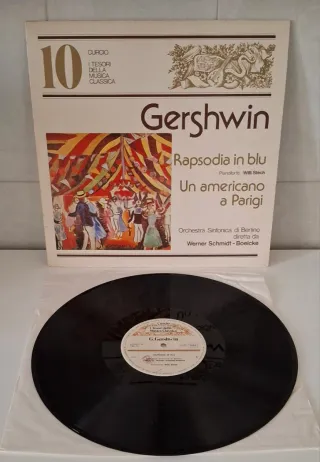 10
CURCIO
I TESORI
DELLA
MUSICA
CLASSICA
Gershwin
Rapsodia in blu
Pianoforte: Willi Stech
Un americano
a Parigi
Orchestra Sinfonica di Berlino
diretta da
Werner Schmidt-Boelcke
G. Gershwin